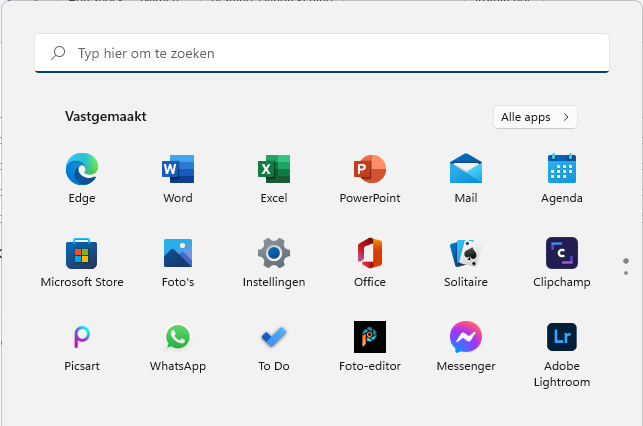 Typ hier om te zoeken
Vastgemaakt
Alle apps
Edge
Word
Excel
PowerPoint
Mail
Agenda
Microsoft Store
Foto's
Instellingen
Office
Solitaire
Clipchamp
Picsart
WhatsApp
To Do
Foto-editor
Messenger
Adobe
Lightroom